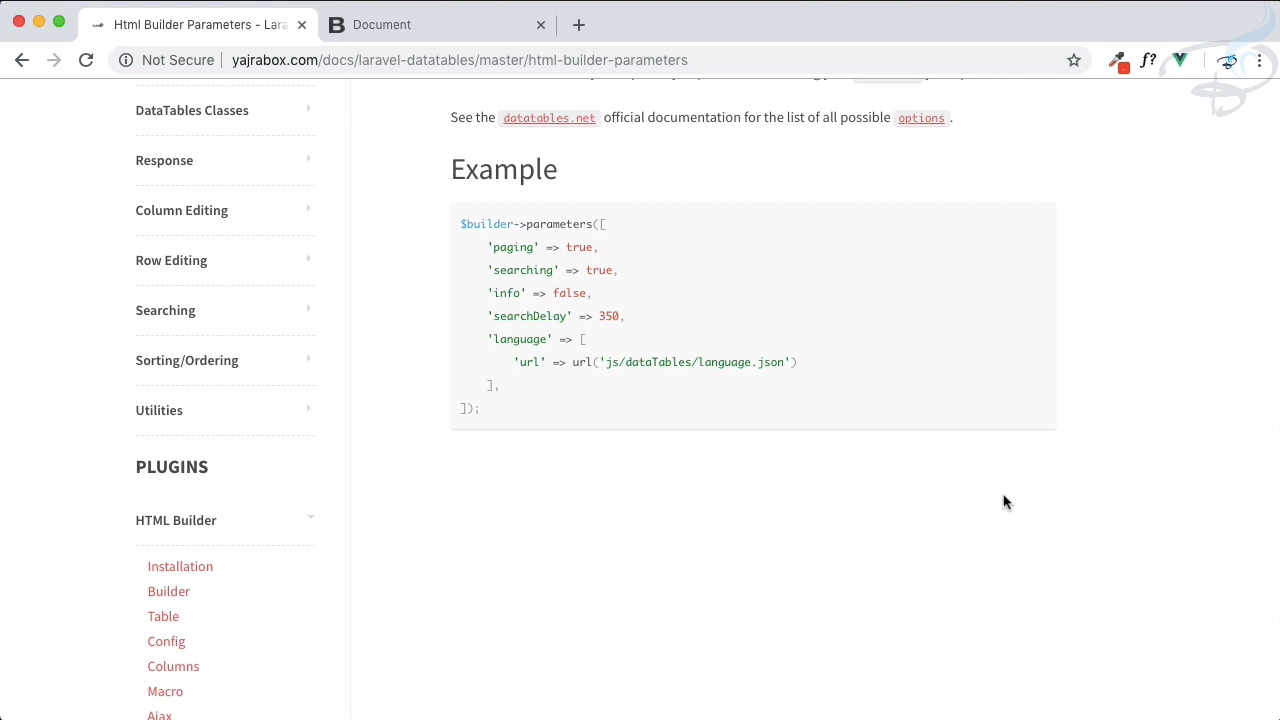 Html Builder Parameters - Lara
Document
Not Secure
yajrabox.com/docs/laravel-datatables/master/html-builder-parameters
f?
DataTables Classes
Response
Column Editing
Row Editing
Searching
Sorting/Ordering
Utilities
PLUGINS
HTML Builder
Installation
Builder
Table
Config
Columns
Macro
Ajax
See the datatables.net official documentation for the list of all possible options.
Example
$builder->parameters([
'paging' => true,
'searching' => true,
'info' => false,
'searchDelay' => 350,
'language' => [
'url' => url('js/dataTables/language.json')
],
]);